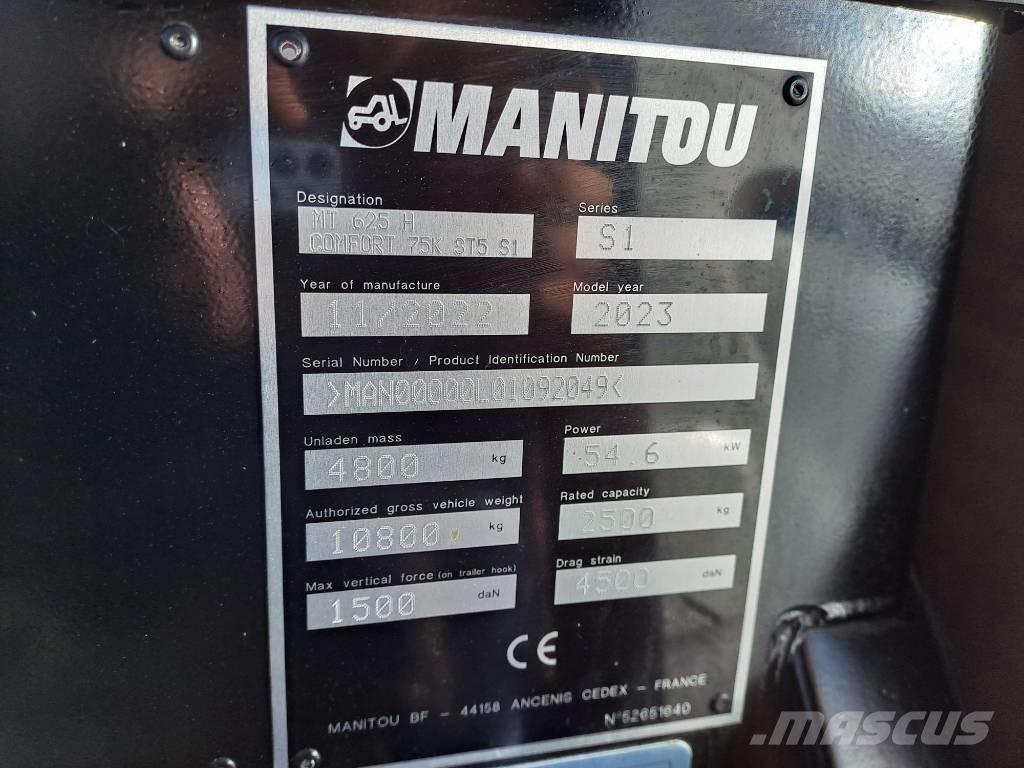 MANITOU
Designation
MT 625 H
COMFORT 75K ST5 S1
Series
S1
Year of manufacture
11/2022
Model year
2023
Serial Number / Product Identification Number
>MAN00000CL01092049<
Unladen mass
4800 kg
Power
54.6 kW
Authorized gross vehicle weight
10800 kg
Rated capacity
2500 kg
Max vertical force (on trailer hook)
1500 daN
Drag strain
4500 daN
CE
MANITOU BF - 44158 ANCENIS CEDEX - FRANCE
N°52651640
MASCUS